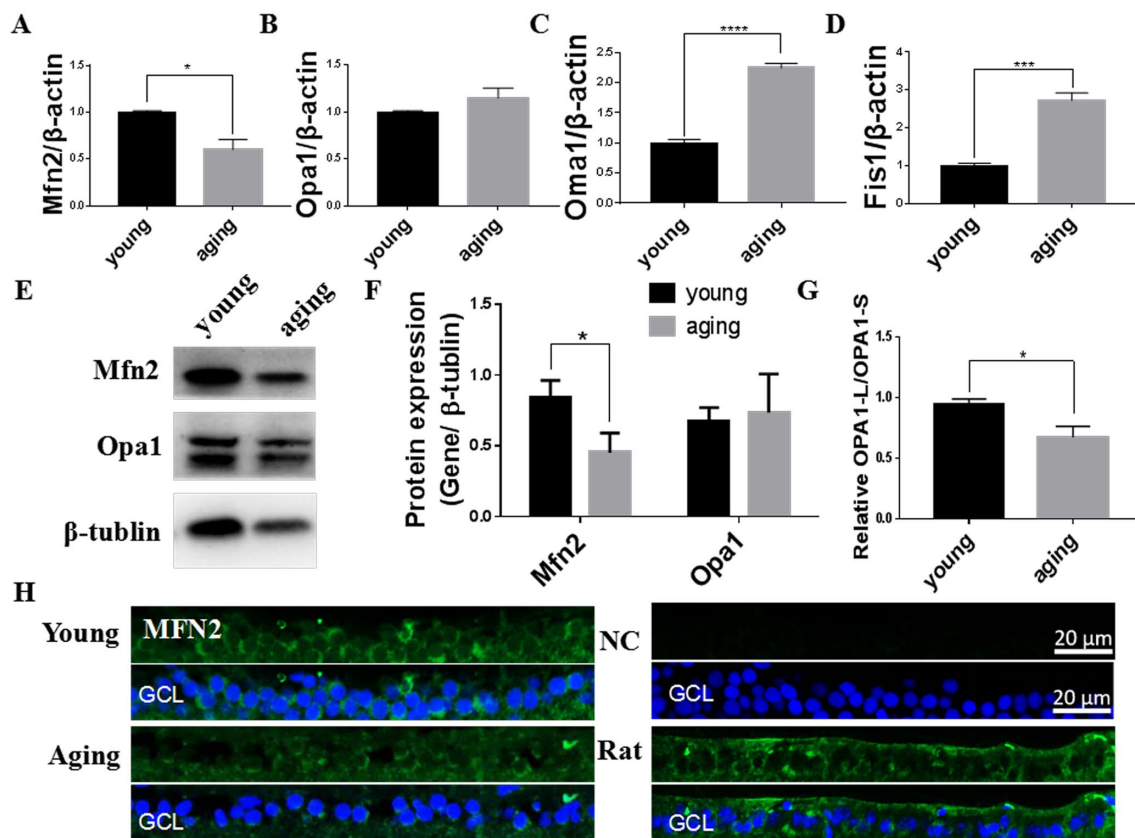 A
Mfn2/β-actin
1.5
1.0
0.5
0.0
*
young
aging
B
Opa1/β-actin
1.5
1.0
0.5
0.0
young
aging
C
Oma1/β-actin
2.5
2.0
1.5
1.0
0.5
0.0
****
young
aging
D
Fis1/β-actin
4
3
2
1
0
***
young
aging
E
young
aging
Mfn2
Opa1
β-tublin
F
Protein expression
(Gene/ β-tublin)
1.5
1.0
0.5
0.0
*
young
aging
Mfn2
Opa1
G
Relative OPA1-L/OPA1-S
1.5
1.0
0.5
0.0
*
young
aging
H
Young
MFN2
GCL
Aging
GCL
NC
20 μm
GCL
20 μm
Rat
GCL